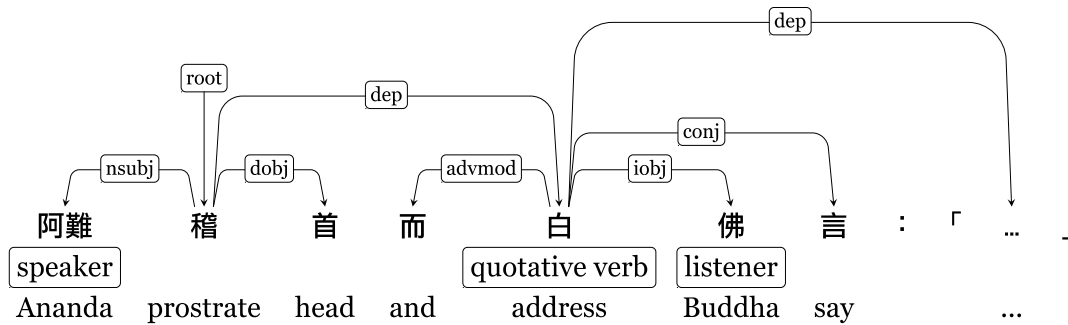 dep
root
dep
conj
nsubj dobj advmod iobj
阿難 稽 首 而 白 佛 言 ： 「 …
speaker quotative verb listener
Ananda prostrate head and address Buddha say ...